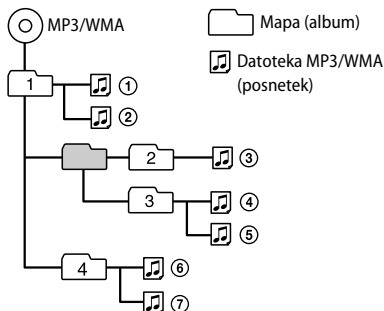 MP3/WMA
Mapa (album)
Datoteka MP3/WMA
(posnetek)
1
①
②
2
③
3
④
⑤
4
⑥
⑦